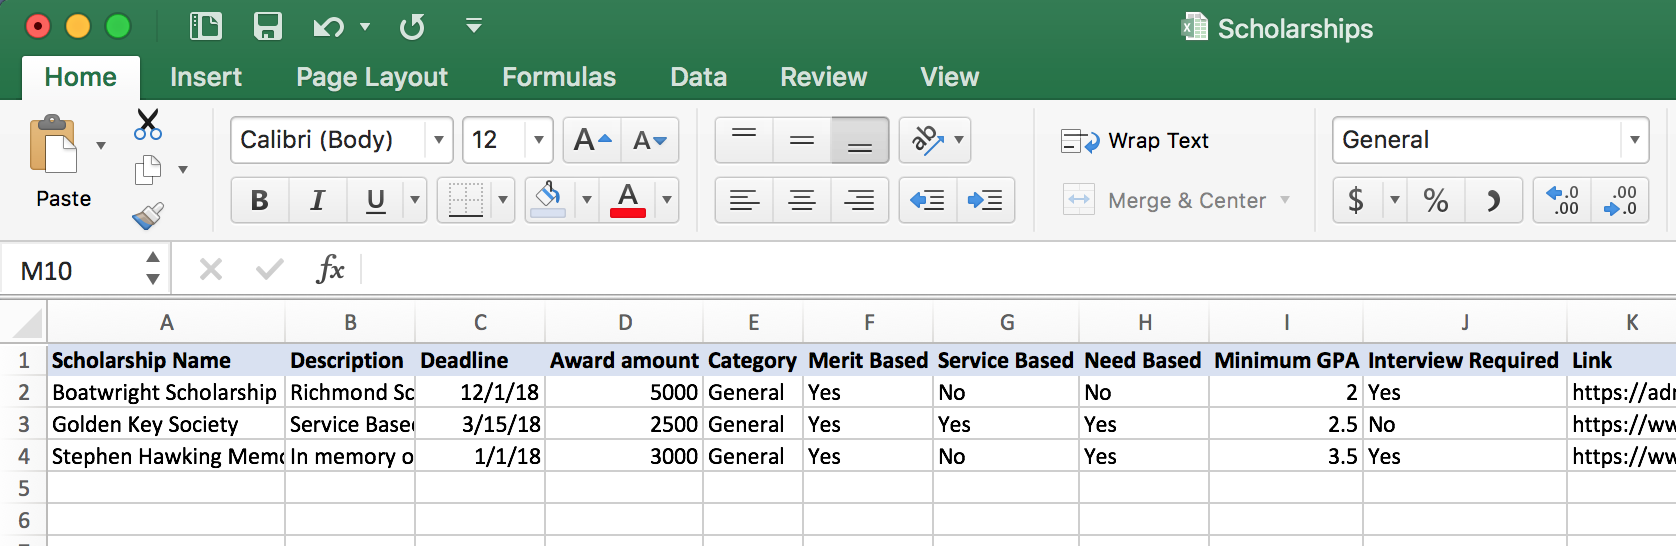 Scholarships
Home Insert Page Layout Formulas Data Review View
Calibri (Body) 12 A A ab Wrap Text General
Paste B I U A Merge & Center $ % .0 .00 .00 .0
M10 fx
A B C D E F G H I J K
1 Scholarship Name Description Deadline Award amount Category Merit Based Service Based Need Based Minimum GPA Interview Required Link
2 Boatwright Scholarship Richmond Sc 12/1/18 5000 General Yes No No 2 Yes https://adr
3 Golden Key Society Service Base 3/15/18 2500 General Yes Yes Yes 2.5 No https://ww
4 Stephen Hawking Mem In memory o 1/1/18 3000 General Yes No Yes 3.5 Yes https://ww
5
6